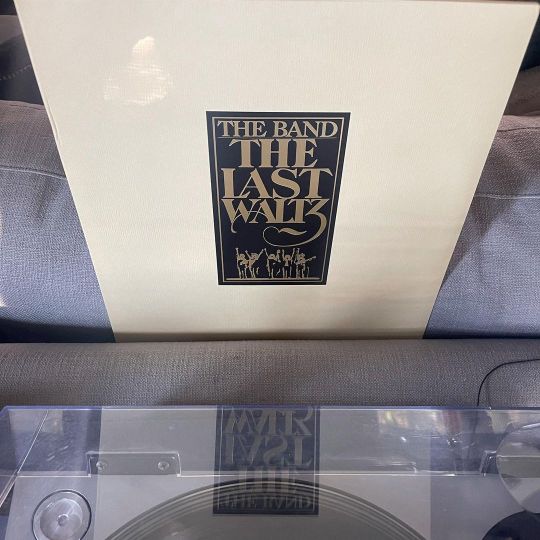 THE BAND
THE
LAST
WALTZ